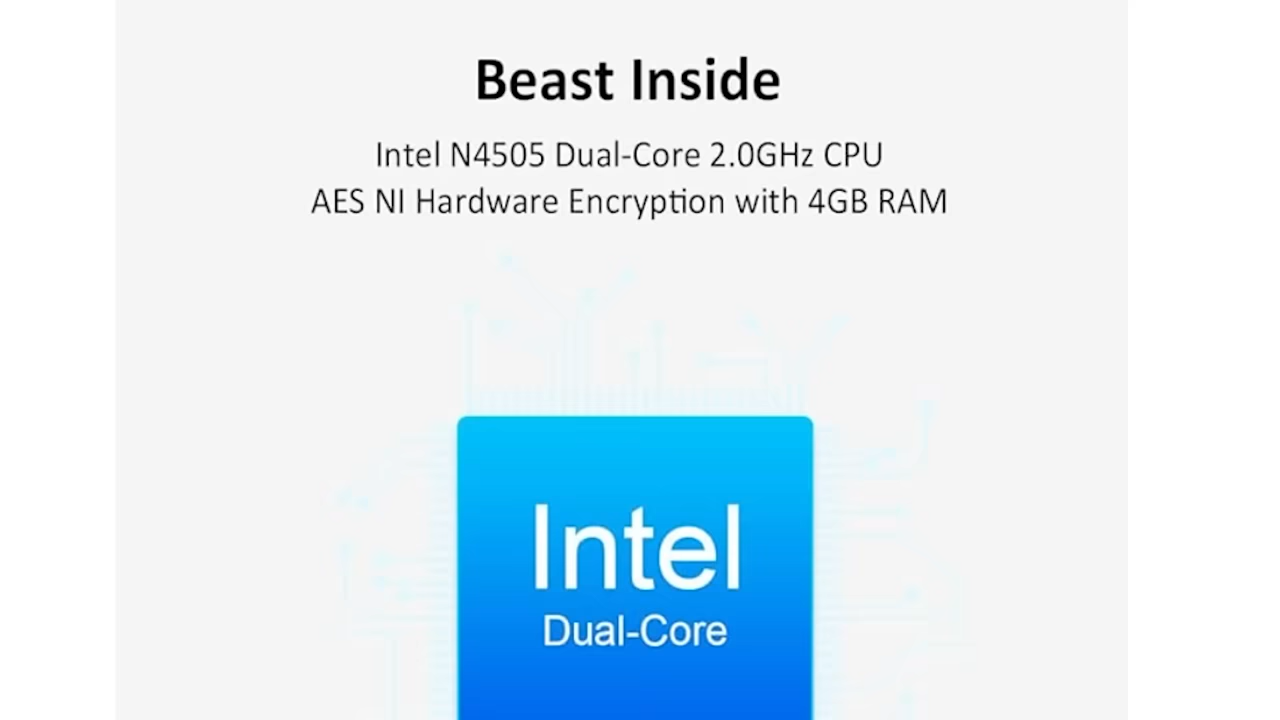 Beast Inside
Intel N4505 Dual-Core 2.0GHz CPU
AES NI Hardware Encryption with 4GB RAM
Intel
Dual-Core